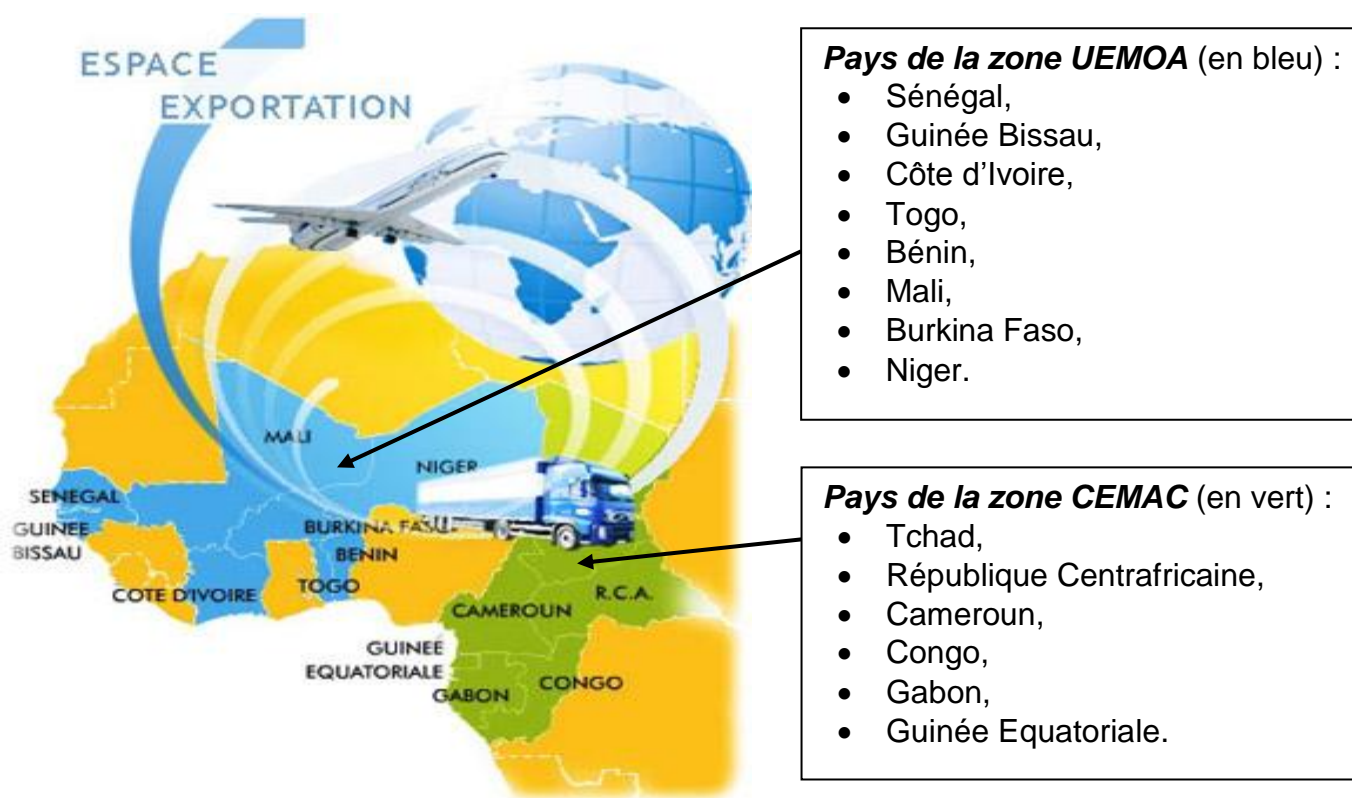 ESPACE
EXPORTATION
MALI
NIGER
SENEGAL
GUINEE
BISSAU
BURKINA FASO
BENIN
COTE D'IVOIRE
TOGO
CAMEROUN
R.C.A.
GUINEE
EQUATORIALE
GABON
CONGO
Pays de la zone UEMOA (en bleu) :
• Sénégal,
• Guinée Bissau,
• Côte d'Ivoire,
• Togo,
• Bénin,
• Mali,
• Burkina Faso,
• Niger.
Pays de la zone CEMAC (en vert) :
• Tchad,
• République Centrafricaine,
• Cameroun,
• Congo,
• Gabon,
• Guinée Equatoriale.